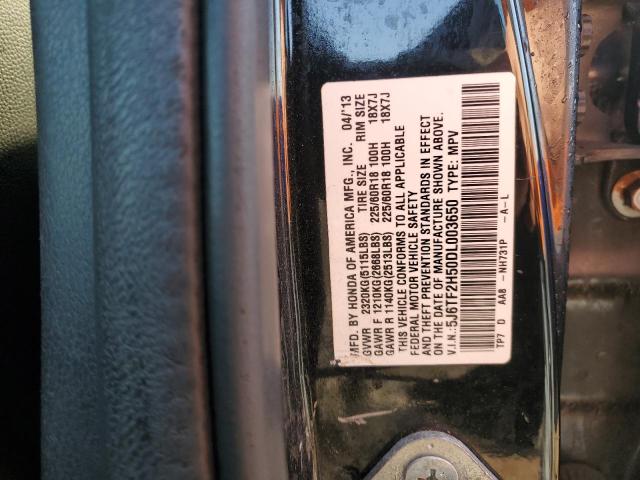 MFD. BY HONDA OF AMERICA MFG., INC. 04/'13
GVWR 2320KG(5115LBS) TIRE SIZE RIM SIZE
GAWR F 1210KG(2668LBS) 225/60R18 100H 18X7J
GAWR R 1140KG(2513LBS) 225/60R18 100H 18X7J
THIS VEHICLE CONFORMS TO ALL APPLICABLE
FEDERAL MOTOR VEHICLE SAFETY
AND THEFT PREVENTION STANDARDS IN EFFECT
ON THE DATE OF MANUFACTURE SHOWN ABOVE.
V.I.N.:5J6TF2H50DL003650 TYPE: MPV
TP7 D AA8 -NH731P -A-L